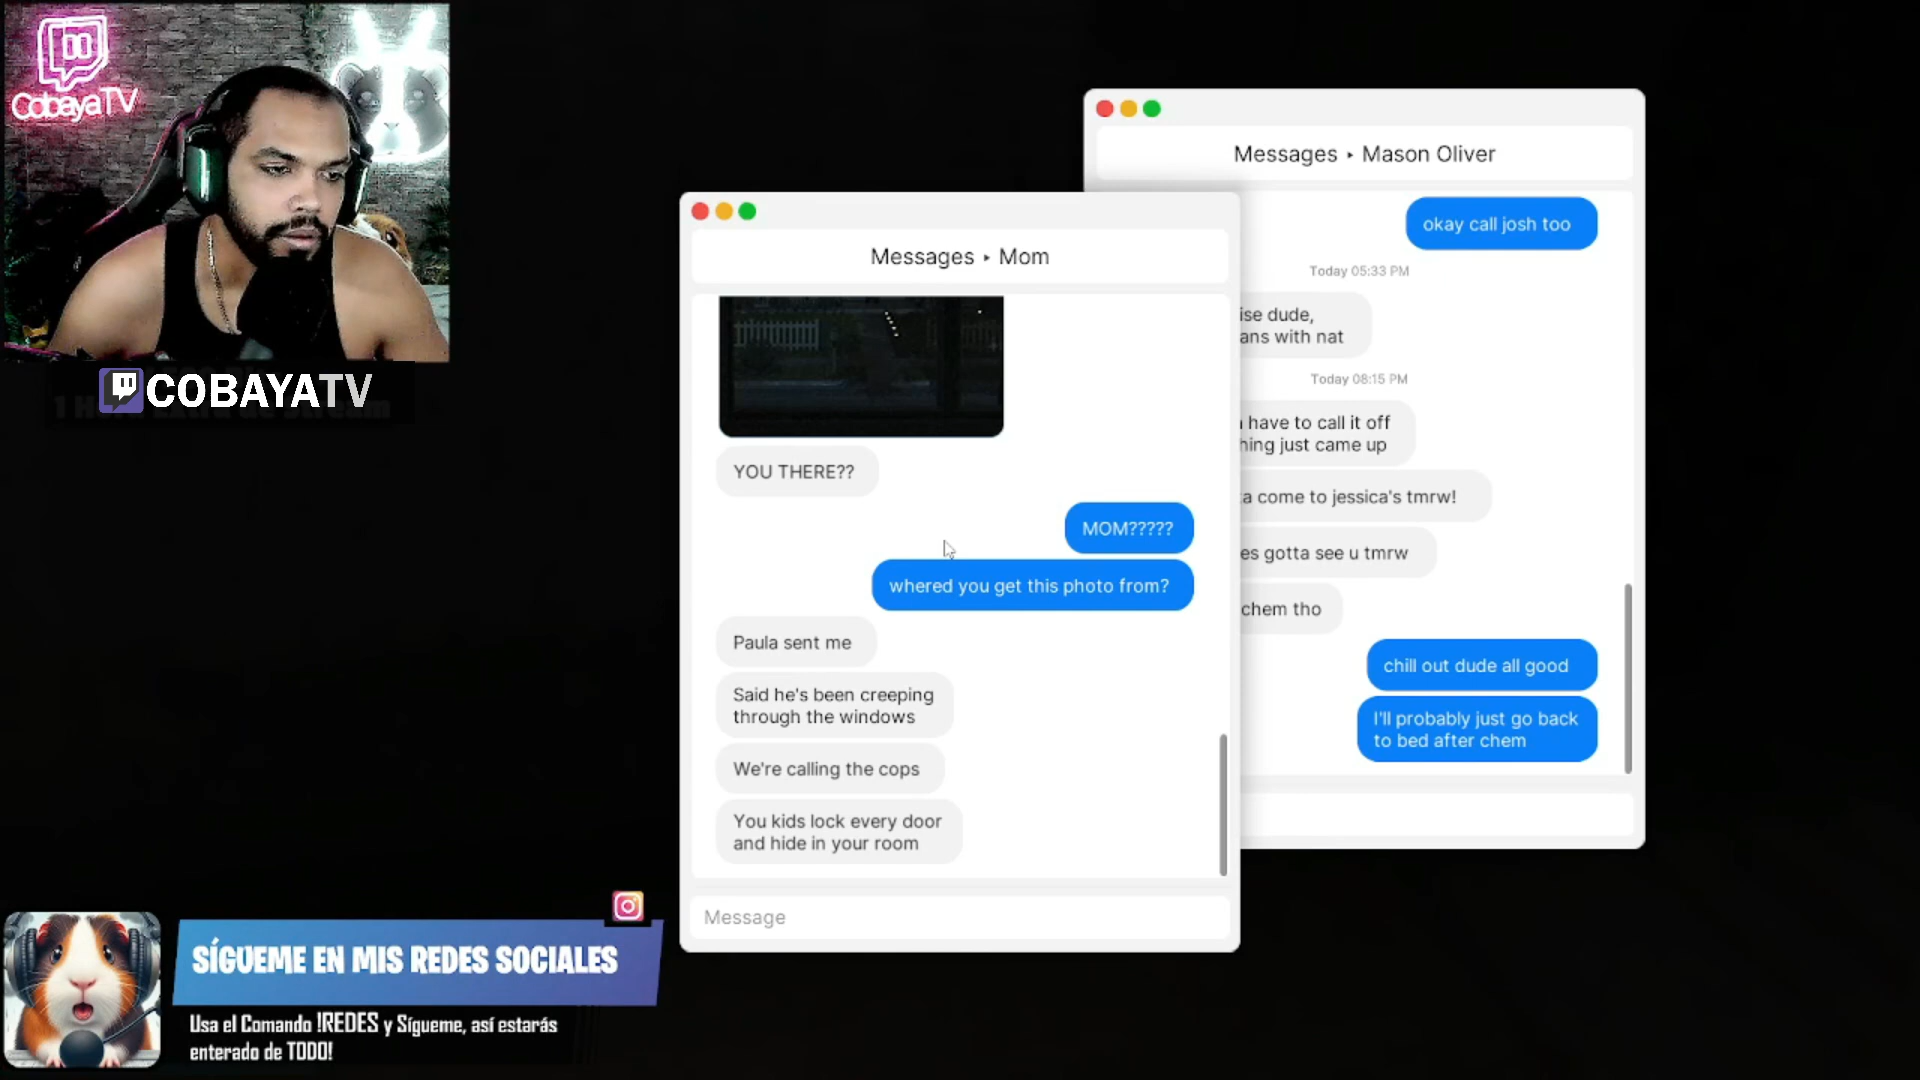 CobayaTV
COBAYATV
Messages ▸ Mason Oliver
okay call josh too
Today 05:33 PM
ise dude,
ans with nat
Today 08:15 PM
have to call it off
hing just came up
a come to jessica's tmrw!
es gotta see u tmrw
chem tho
chill out dude all good
I'll probably just go back
to bed after chem
Messages ▸ Mom
YOU THERE??
MOM?????
whered you get this photo from?
Paula sent me
Said he's been creeping
through the windows
We're calling the cops
You kids lock every door
and hide in your room
Message
SÍGUEME EN MIS REDES SOCIALES
Usa el Comando !REDES y Sígueme, así estarás
enterado de TODO!